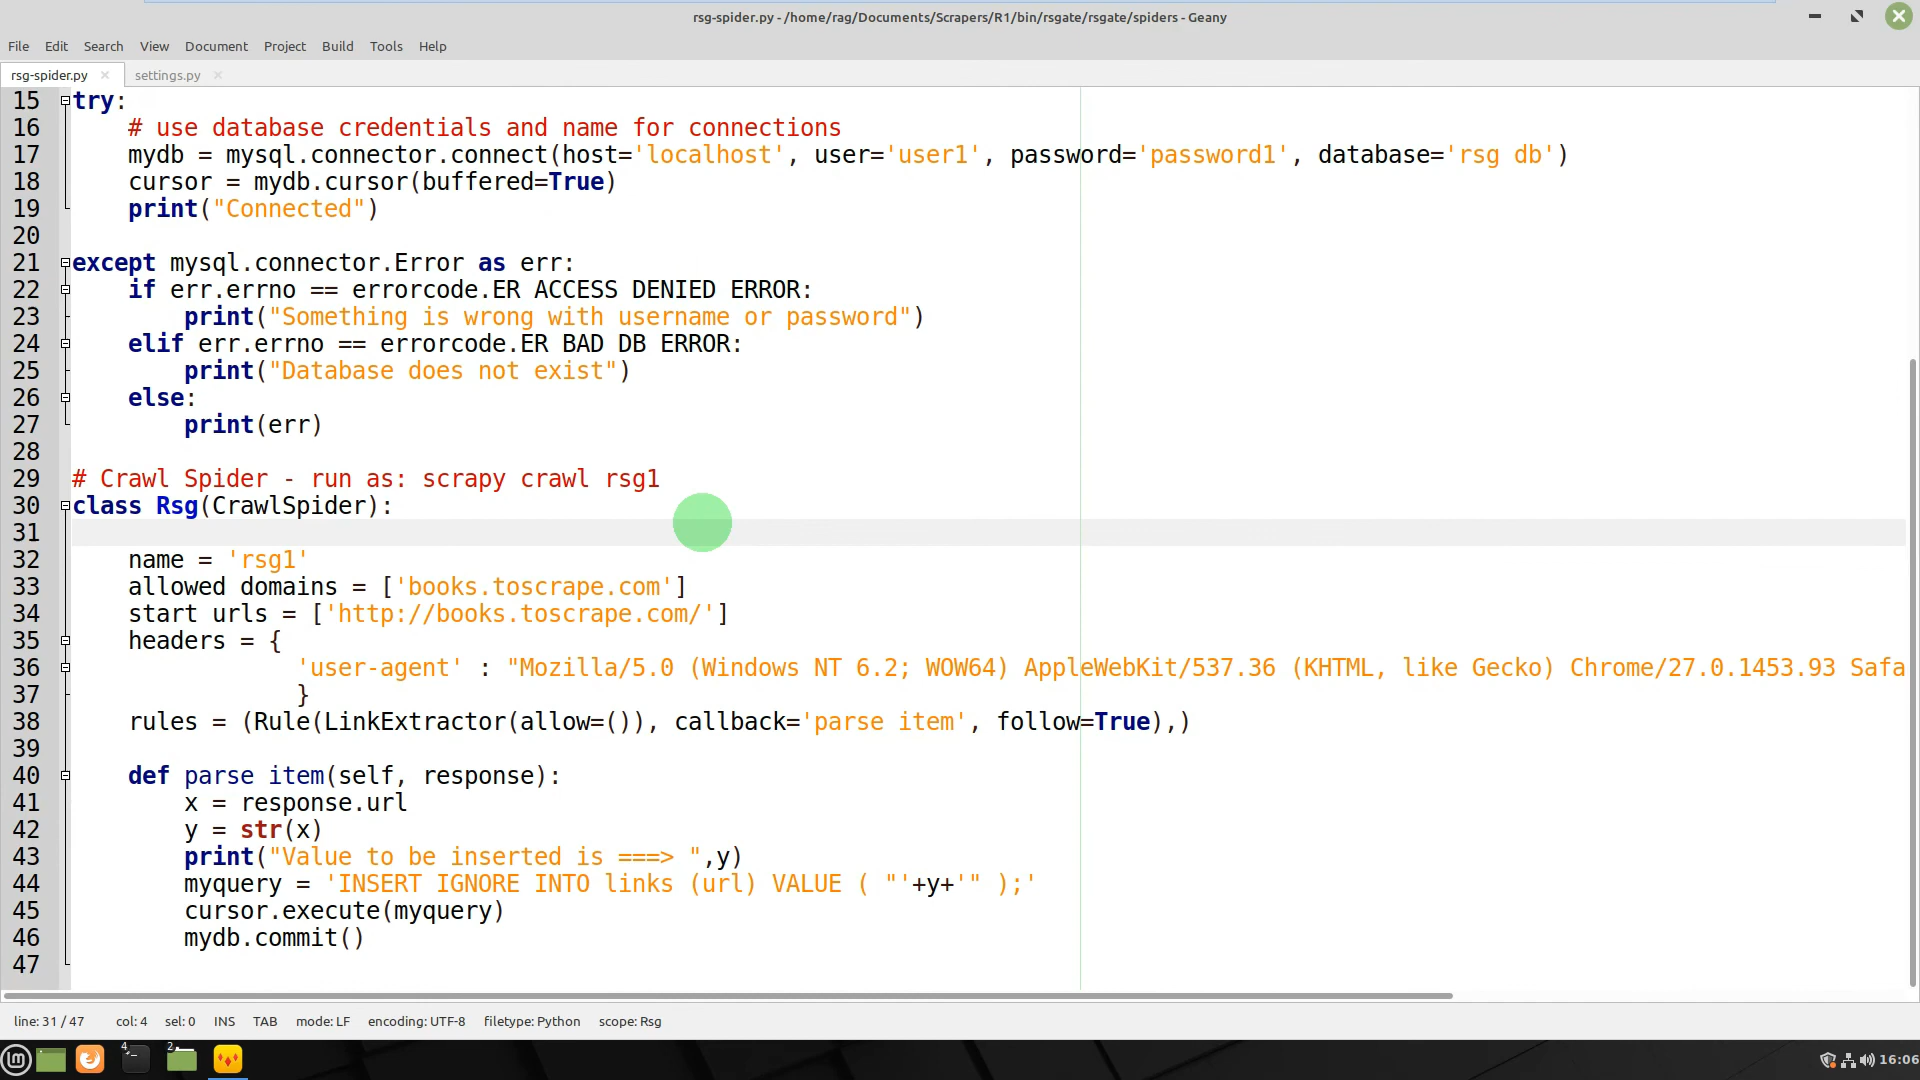 rsg-spider.py - /home/rag/Documents/Scrapers/R1/bin/rsgate/rsgate/spiders - Geany
File Edit Search View Document Project Build Tools Help
rsg-spider.py settings.py
15 try:
16 # use database credentials and name for connections
17 mydb = mysql.connector.connect(host='localhost', user='user1', password='password1', database='rsg db')
18 cursor = mydb.cursor(buffered=True)
19 print("Connected")
20
21 except mysql.connector.Error as err:
22 if err.errno == errorcode.ER ACCESS DENIED ERROR:
23 print("Something is wrong with username or password")
24 elif err.errno == errorcode.ER BAD DB ERROR:
25 print("Database does not exist")
26 else:
27 print(err)
28
29 # Crawl Spider - run as: scrapy crawl rsg1
30 class Rsg(CrawlSpider):
31
32 name = 'rsg1'
33 allowed domains = ['books.toscrape.com']
34 start urls = ['http://books.toscrape.com/']
35 headers = {
36 'user-agent' : "Mozilla/5.0 (Windows NT 6.2; WOW64) AppleWebKit/537.36 (KHTML, like Gecko) Chrome/27.0.1453.93 Safa
37 }
38 rules = (Rule(LinkExtractor(allow=()), callback='parse item', follow=True),)
39
40 def parse item(self, response):
41 x = response.url
42 y = str(x)
43 print("Value to be inserted is ===> ",y)
44 myquery = 'INSERT IGNORE INTO links (url) VALUE ( "'+y+'" );'
45 cursor.execute(myquery)
46 mydb.commit()
47
line: 31 / 47 col: 4 sel: 0 INS TAB mode: LF encoding: UTF-8 filetype: Python scope: Rsg
4 2 16:06